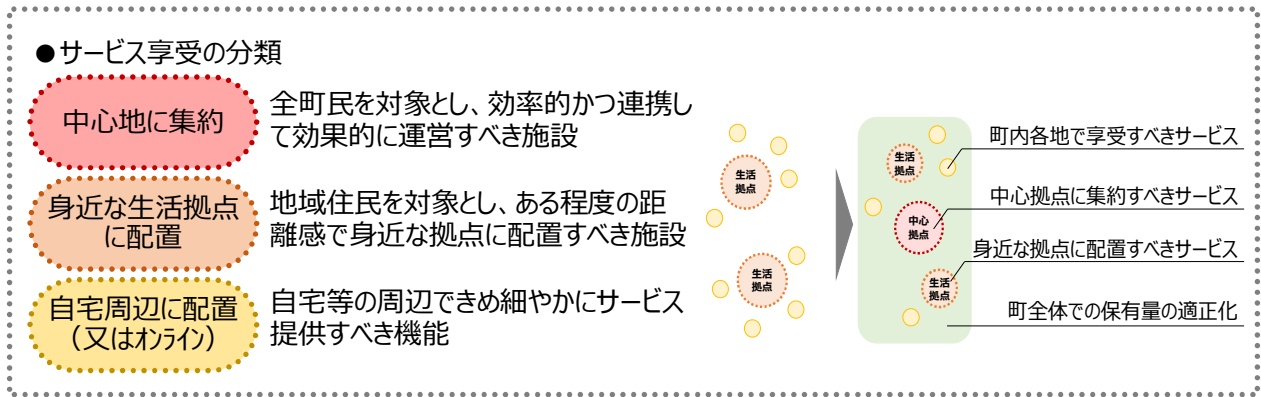 ●サービス享受の分類
中心地に集約
全町民を対象とし、効率的かつ連携し
て効果的に運営すべき施設
身近な生活拠点
に配置
地域住民を対象とし、ある程度の距
離感で身近な拠点に配置すべき施設
自宅周辺に配置
（又はオンライン）
自宅等の周辺できめ細やかにサービス
提供すべき機能
生活
拠点
生活
拠点
生活
拠点
中心
拠点
生活
拠点
町内各地で享受すべきサービス
中心拠点に集約すべきサービス
身近な拠点に配置すべきサービス
町全体での保有量の適正化